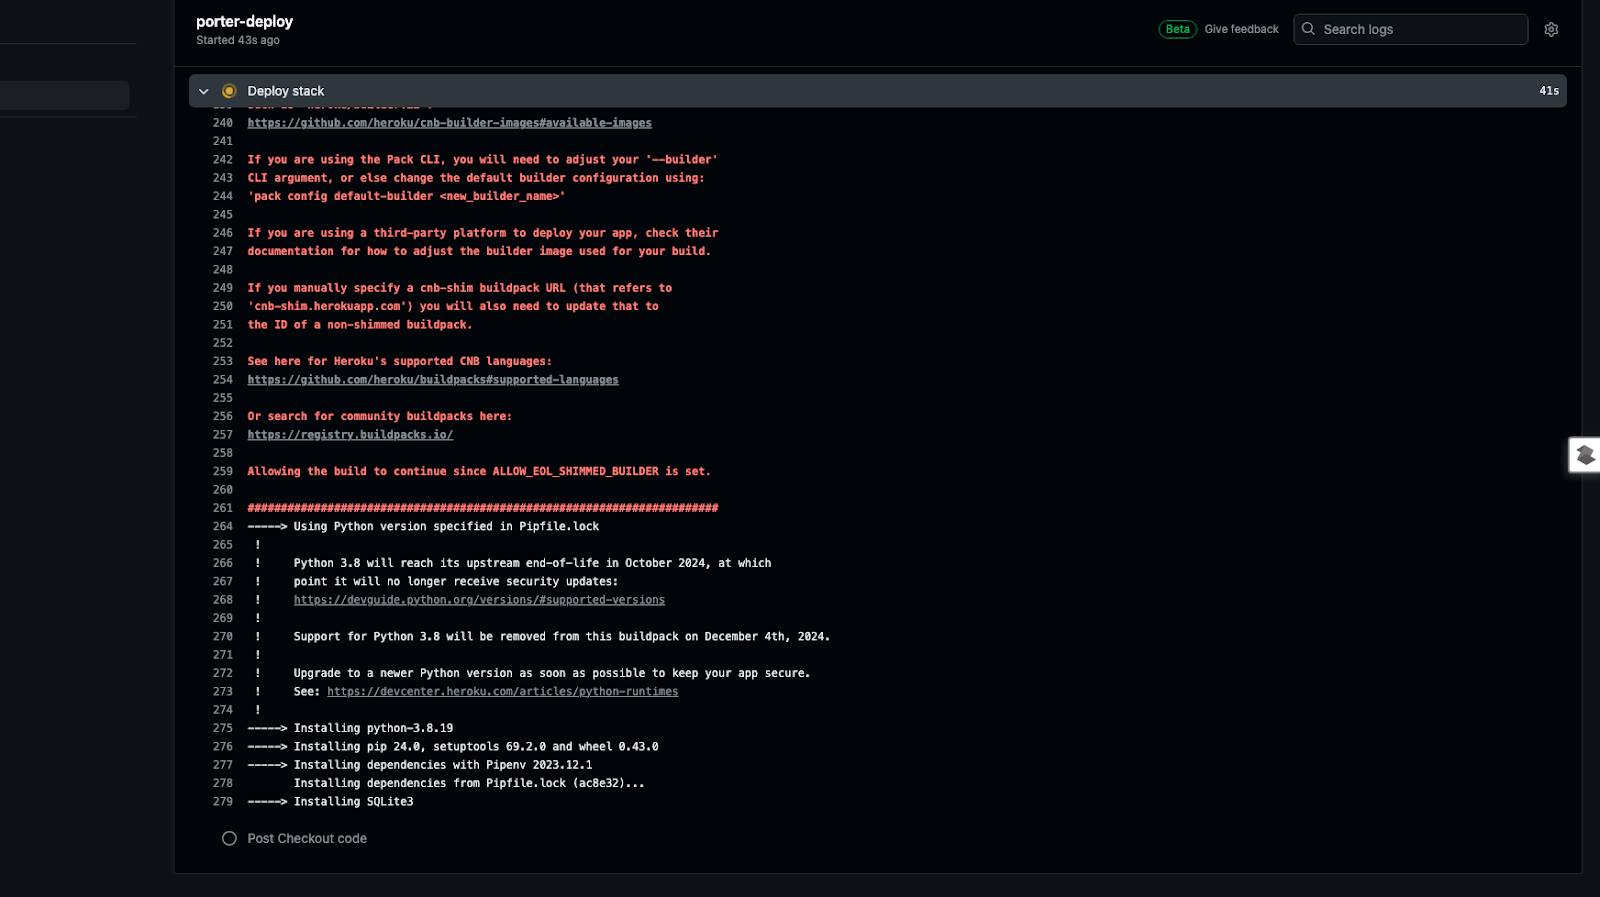 porter-deploy
Started 43s ago
Beta
Give feedback
Search logs
Deploy stack
41s
240 https://github.com/heroku/cnb-builder-images#available-images
241
242 If you are using the Pack CLI, you will need to adjust your '--builder'
243 CLI argument, or else change the default builder configuration using:
244 'pack config default-builder <new_builder_name>'
245
246 If you are using a third-party platform to deploy your app, check their
247 documentation for how to adjust the builder image used for your build.
248
249 If you manually specify a cnb-shim buildpack URL (that refers to
250 'cnb-shim.herokuapp.com') you will also need to update that to
251 the ID of a non-shimmed buildpack.
252
253 See here for Heroku's supported CNB languages:
254 https://github.com/heroku/buildpacks#supported-languages
255
256 Or search for community buildpacks here:
257 https://registry.buildpacks.io/
258
259 Allowing the build to continue since ALLOW_EOL_SHIMMED_BUILDER is set.
260
261 #######################################################################
264 -----> Using Python version specified in Pipfile.lock
265 !
266 ! Python 3.8 will reach its upstream end-of-life in October 2024, at which
267 ! point it will no longer receive security updates:
268 ! https://devguide.python.org/versions/#supported-versions
269 !
270 ! Support for Python 3.8 will be removed from this buildpack on December 4th, 2024.
271 !
272 ! Upgrade to a newer Python version as soon as possible to keep your app secure.
273 ! See: https://devcenter.heroku.com/articles/python-runtimes
274 !
275 -----> Installing python-3.8.19
276 -----> Installing pip 24.0, setuptools 69.2.0 and wheel 0.43.0
277 -----> Installing dependencies with Pipenv 2023.12.1
278 Installing dependencies from Pipfile.lock (ac8e32)...
279 -----> Installing SQLite3
Post Checkout code